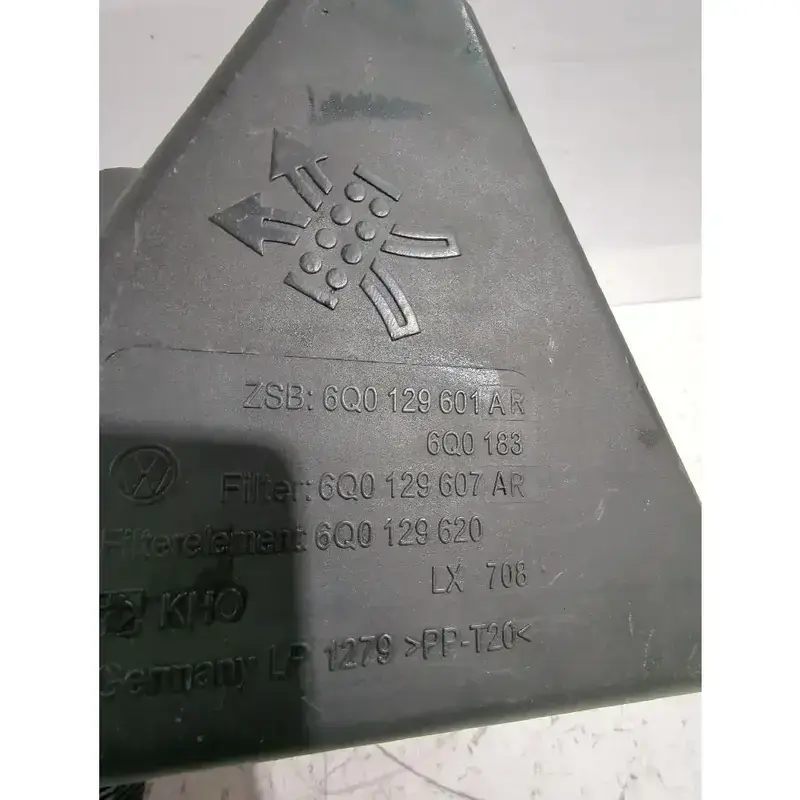 ZSB: 6Q0 129 601 AR
6Q0 183
Filter: 6Q0 129 607 AR
Filterelement: 6Q0 129 620
LX 708
KHO
Germany LP 1279 >PP-T20<